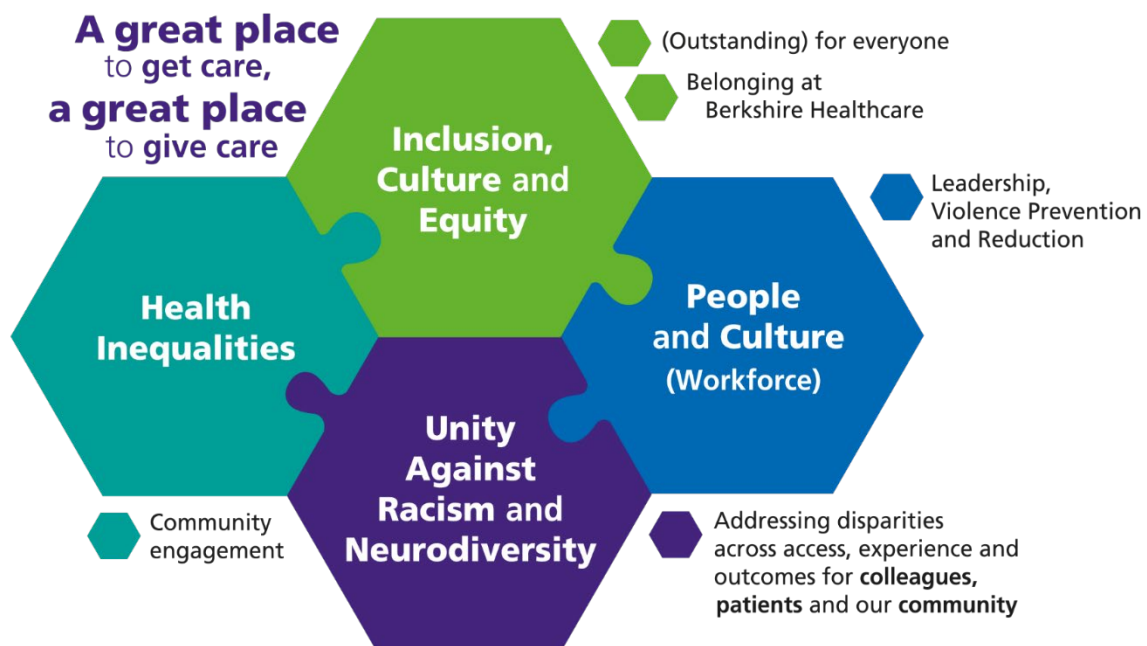 A great place
to get care,
a great place
to give care
(Outstanding) for everyone
Belonging at
Berkshire Healthcare
Inclusion,
Culture and
Equity
Leadership,
Violence Prevention
and Reduction
Health
Inequalities
People
and Culture
(Workforce)
Unity
Against
Racism and
Neurodiversity
Community
engagement
Addressing disparities
across access, experience and
outcomes for colleagues,
patients and our community